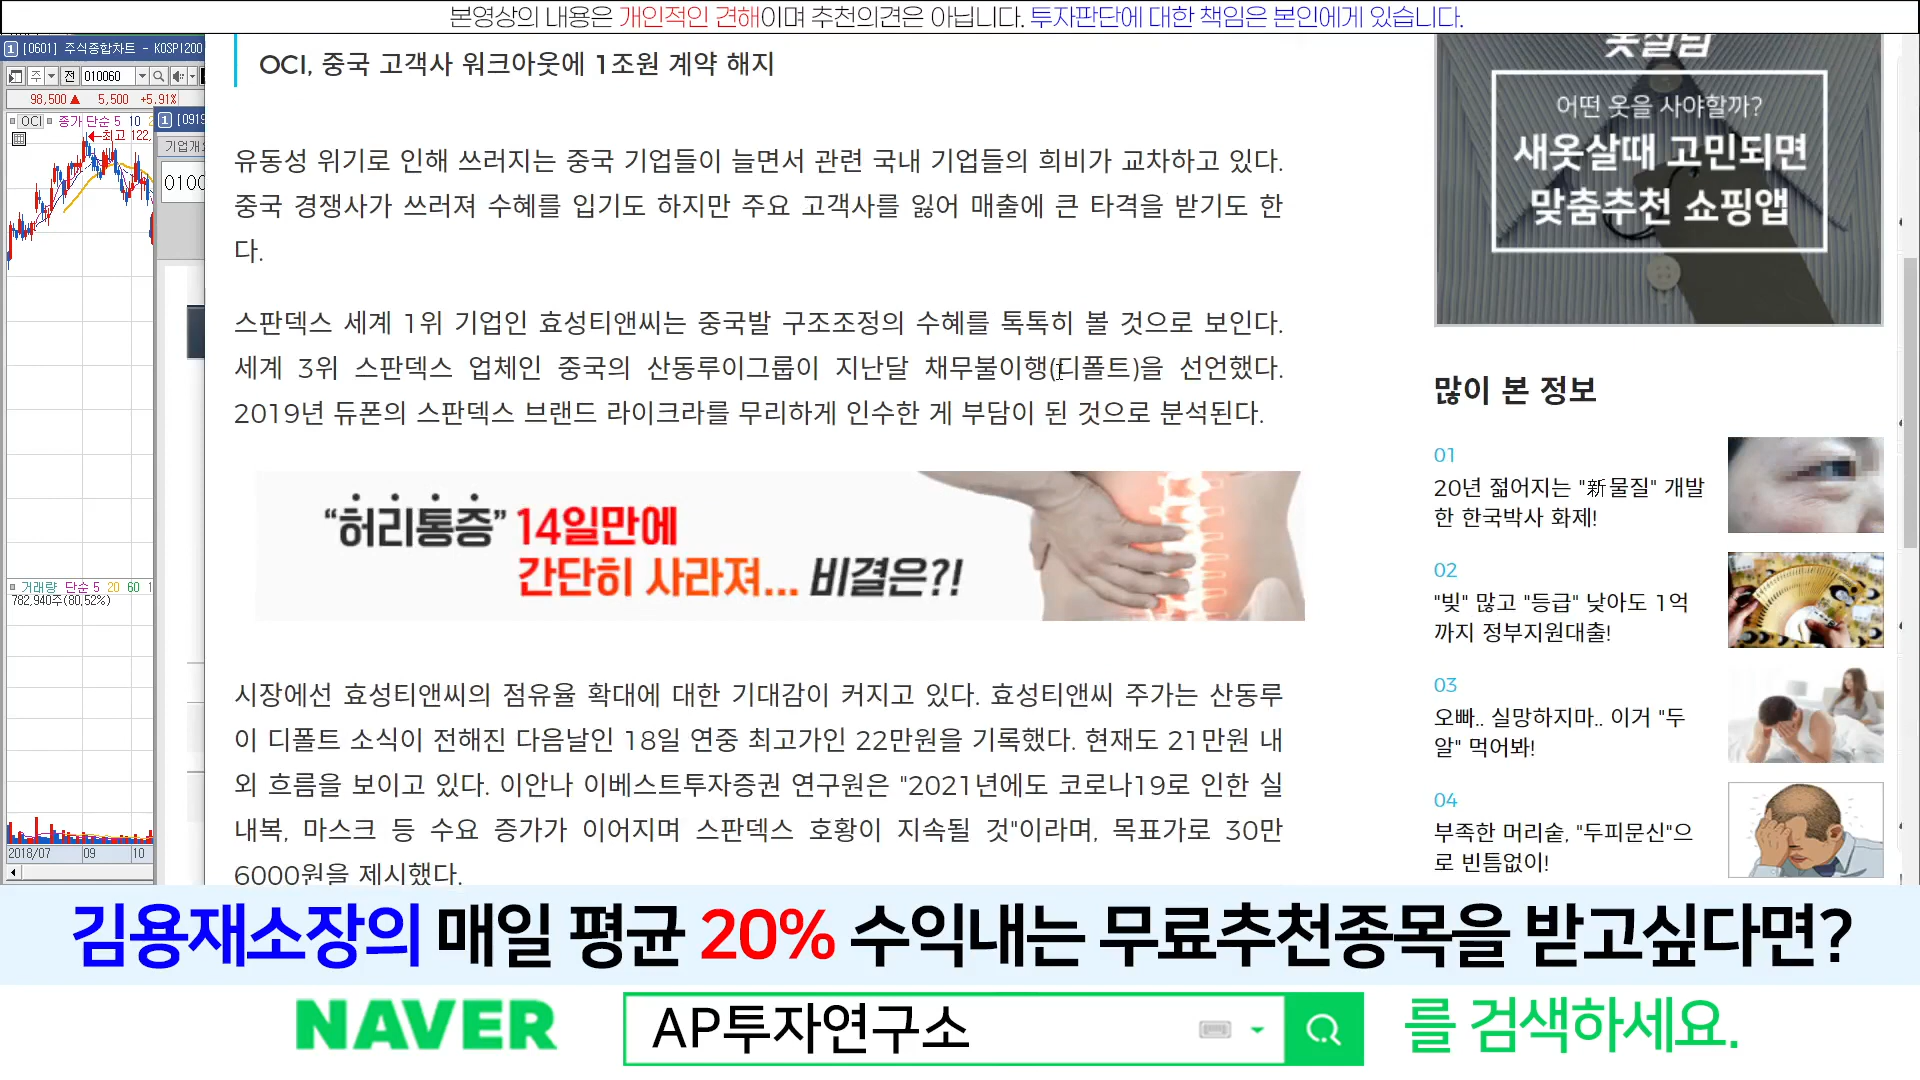 본영상의 내용은 개인적인 견해이며 추천의견은 아닙니다. 투자판단에 대한 책임은 본인에게 있습니다.
1 [0601] 주식종합차트 - KOSPI200
주 전 010060
98,500▲ 5,500 +5.91%
OCI 종가 단순 5 10
←최고 122,
1 [0919
기업개
0100
거래량 단순 5 20 60 1
782,940주(80,52%)
2018/07 09 10
OCI, 중국 고객사 워크아웃에 1조원 계약 해지
유동성 위기로 인해 쓰러지는 중국 기업들이 늘면서 관련 국내 기업들의 희비가 교차하고 있다.
중국 경쟁사가 쓰러져 수혜를 입기도 하지만 주요 고객사를 잃어 매출에 큰 타격을 받기도 한
다.
스판덱스 세계 1위 기업인 효성티앤씨는 중국발 구조조정의 수혜를 톡톡히 볼 것으로 보인다.
세계 3위 스판덱스 업체인 중국의 산동루이그룹이 지난달 채무불이행(디폴트)을 선언했다.
2019년 듀폰의 스판덱스 브랜드 라이크라를 무리하게 인수한 게 부담이 된 것으로 분석된다.
“허리통증” 14일만에
간단히 사라져... 비결은?!
시장에선 효성티앤씨의 점유율 확대에 대한 기대감이 커지고 있다. 효성티앤씨 주가는 산동루
이 디폴트 소식이 전해진 다음날인 18일 연중 최고가인 22만원을 기록했다. 현재도 21만원 내
외 흐름을 보이고 있다. 이안나 이베스트투자증권 연구원은 "2021년에도 코로나19로 인한 실
내복, 마스크 등 수요 증가가 이어지며 스판덱스 호황이 지속될 것"이라며, 목표가로 30만
6000원을 제시했다.
옷살땀
어떤 옷을 사야할까?
새옷살때 고민되면
맞춤추천 쇼핑앱
많이 본 정보
01
20년 젊어지는 "新물질" 개발
한 한국박사 화제!
02
"빚" 많고 "등급" 낮아도 1억
까지 정부지원대출!
03
오빠.. 실망하지마.. 이거 "두
알" 먹어봐!
04
부족한 머리숱, "두피문신"으
로 빈틈없이!
김용재소장의 매일 평균 20% 수익내는 무료추천종목을 받고싶다면?
NAVER AP투자연구소 를 검색하세요.